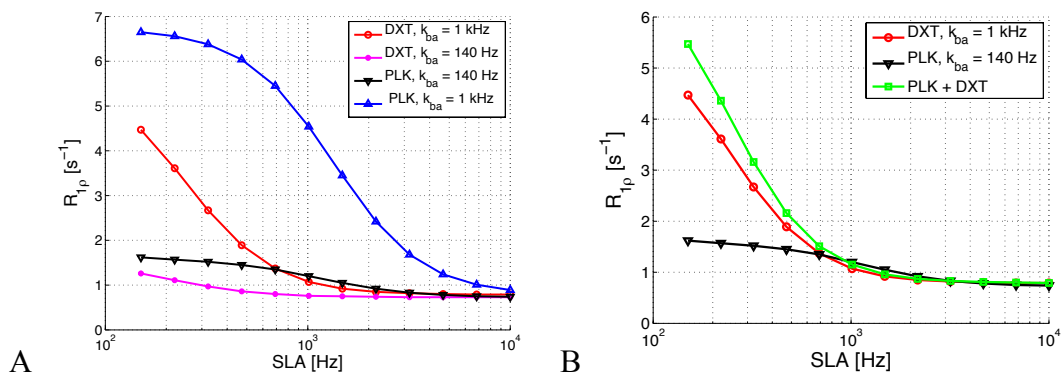 7
6
5
4
3
2
1
0
R1ρ [s⁻¹]
10² 10³ 10⁴
SLA [Hz]
DXT, kba = 1 kHz
DXT, kba = 140 Hz
PLK, kba = 140 Hz
PLK, kba = 1 kHz
A
6
5
4
3
2
1
0
R1ρ [s⁻¹]
10² 10³ 10⁴
SLA [Hz]
DXT, kba = 1 kHz
PLK, kba = 140 Hz
PLK + DXT
B